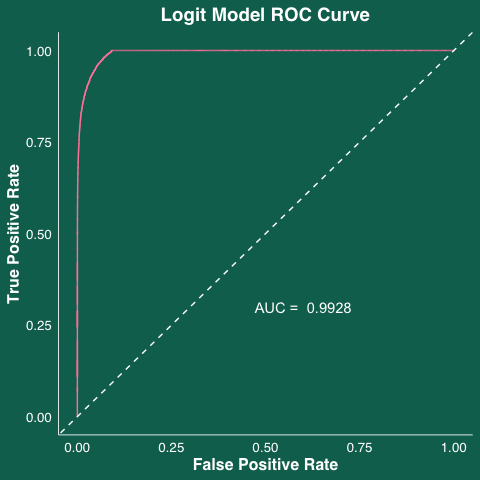 Logit Model ROC Curve
True Positive Rate
1.00
0.75
0.50
0.25
0.00
AUC =  0.9928
0.00 0.25 0.50 0.75 1.00
False Positive Rate